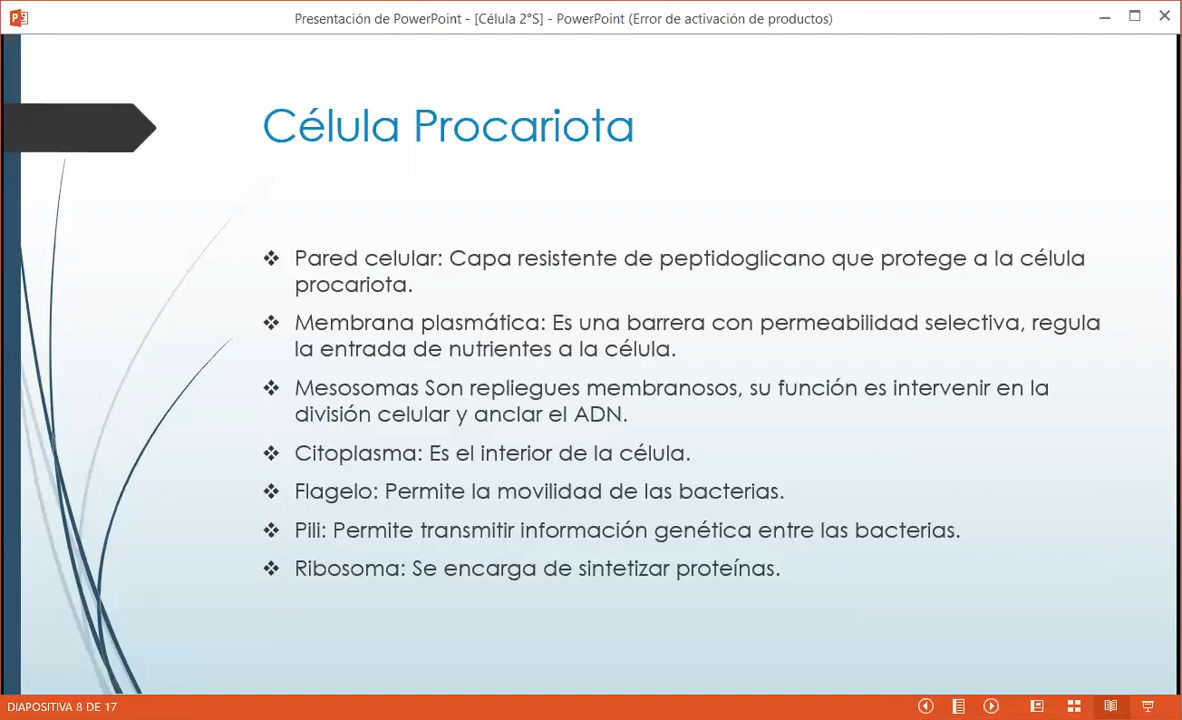 Presentación de PowerPoint - [Célula 2°S] - PowerPoint (Error de activación de productos)
Célula Procariota
❖ Pared celular: Capa resistente de peptidoglicano que protege a la célula
procariota.
❖ Membrana plasmática: Es una barrera con permeabilidad selectiva, regula
la entrada de nutrientes a la célula.
❖ Mesosomas Son repliegues membranosos, su función es intervenir en la
división celular y anclar el ADN.
❖ Citoplasma: Es el interior de la célula.
❖ Flagelo: Permite la movilidad de las bacterias.
❖ Pili: Permite transmitir información genética entre las bacterias.
❖ Ribosoma: Se encarga de sintetizar proteínas.
DIAPOSITIVA 8 DE 17